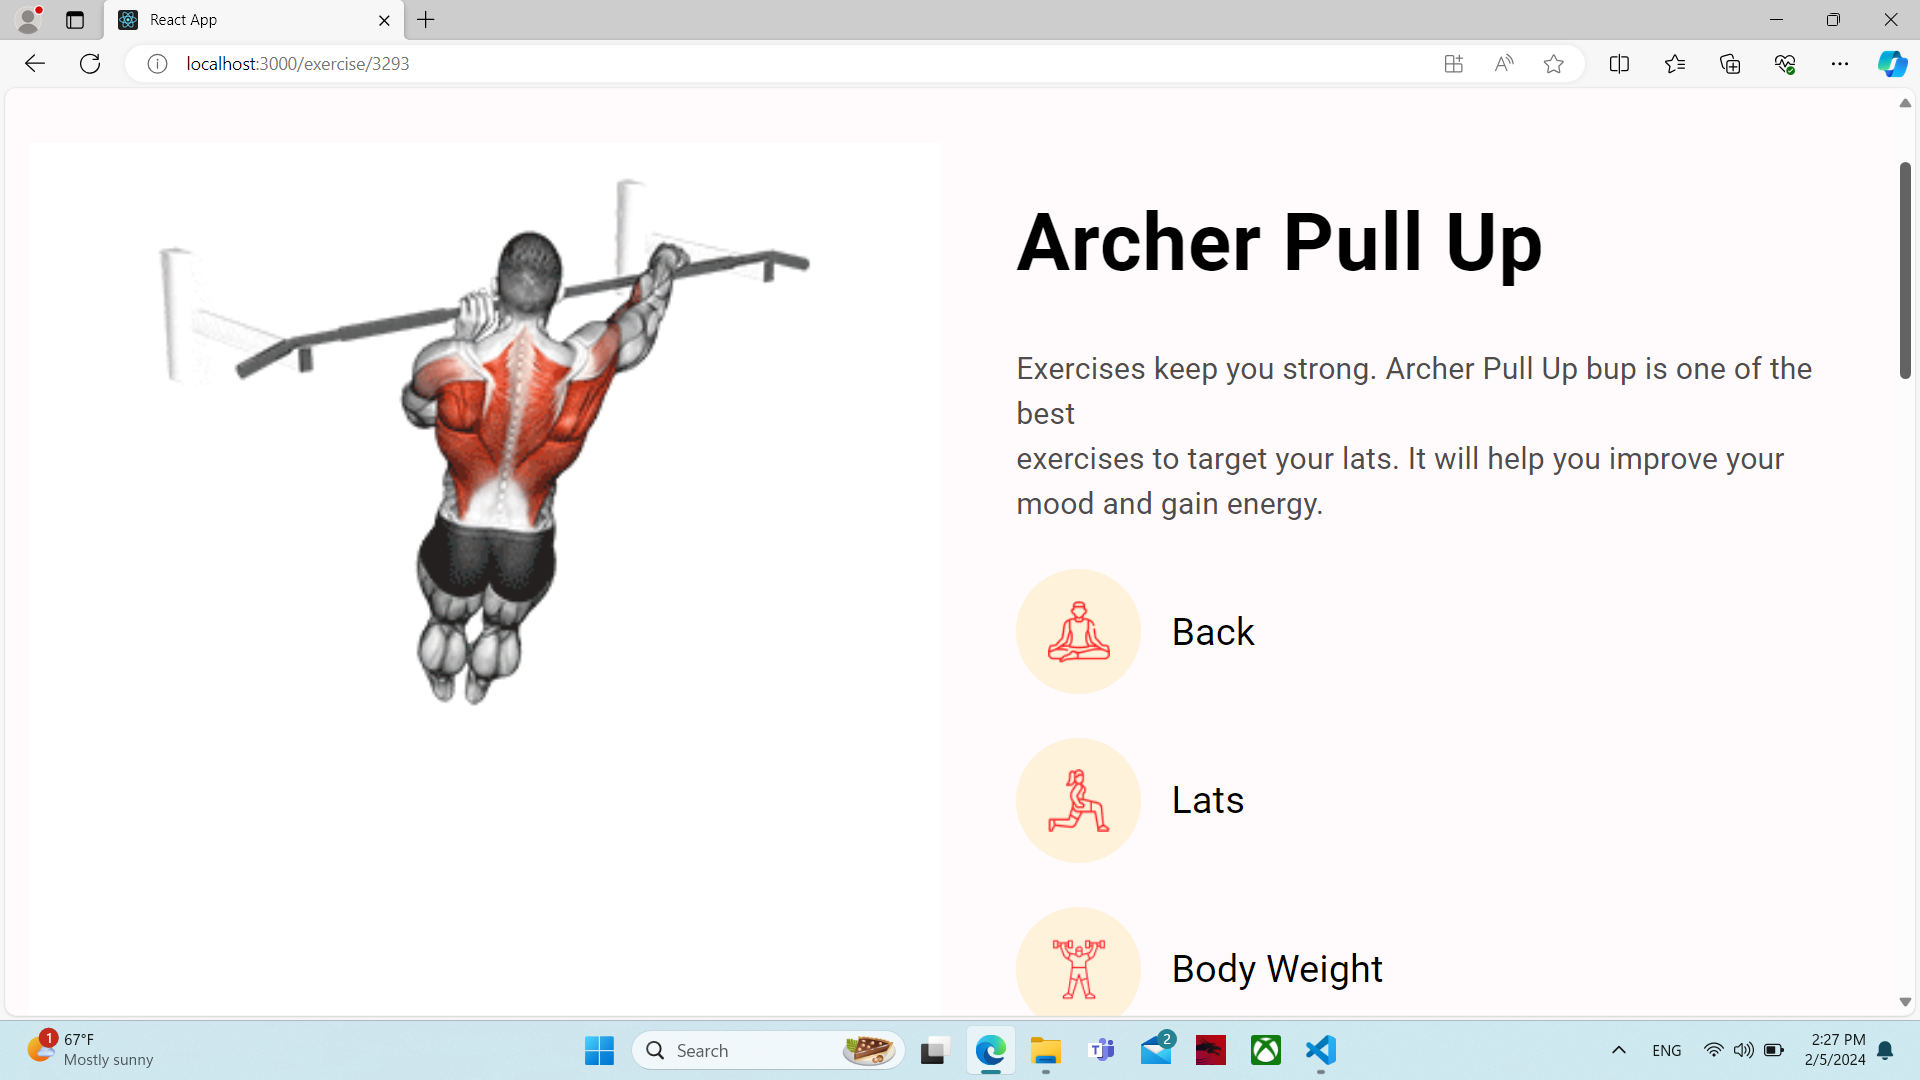 React App
localhost:3000/exercise/3293
Archer Pull Up
Exercises keep you strong. Archer Pull Up bup is one of the
best
exercises to target your lats. It will help you improve your
mood and gain energy.
Back
Lats
Body Weight
1
67°F
Mostly sunny
Search
2
ENG
2:27 PM
2/5/2024